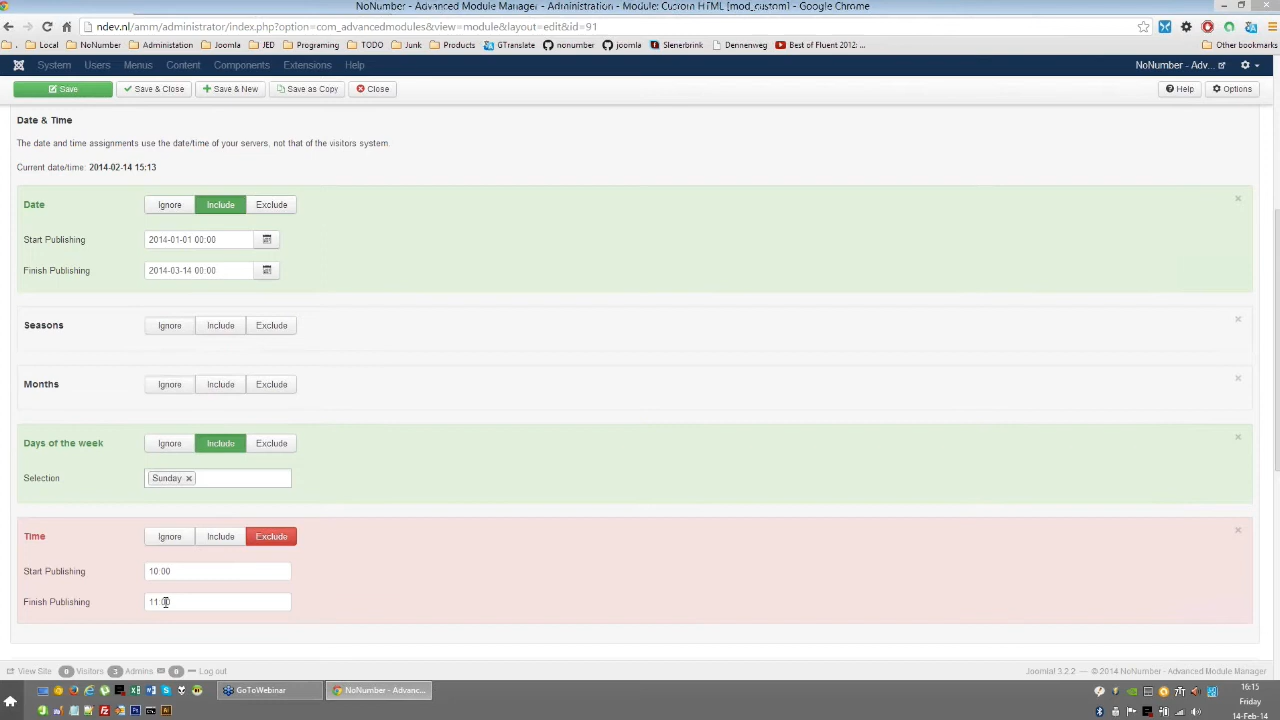 NoNumber - Advanced Module Manager - Administration - Module: Custom HTML [mod_custom] - Google Chrome
ndev.nl/amm/administrator/index.php?option=com_advancedmodules&view=module&layout=edit&id=91
Local NoNumber Administation Joomla JED Programing TODO Junk Products GTranslate nonumber joomla Slenerbrink Dennenweg Best of Fluent 2012: ... Other bookmarks
System Users Menus Content Components Extensions Help NoNumber - Adv...
Save Save & Close Save & New Save as Copy Close Help Options
Date & Time
The date and time assignments use the date/time of your servers, not that of the visitors system.
Current date/time: 2014-02-14 15:13
Date Ignore Include Exclude
Start Publishing 2014-01-01 00:00
Finish Publishing 2014-03-14 00:00
Seasons Ignore Include Exclude
Months Ignore Include Exclude
Days of the week Ignore Include Exclude
Selection Sunday
Time Ignore Include Exclude
Start Publishing 10:00
Finish Publishing 11:00
View Site 0 Visitors 3 Admins 0 Log out Joomla! 3.2.2 — © 2014 NoNumber - Advanced Module Manager
GoToWebinar NoNumber - Advanc...
16:15
Friday
14-Feb-14